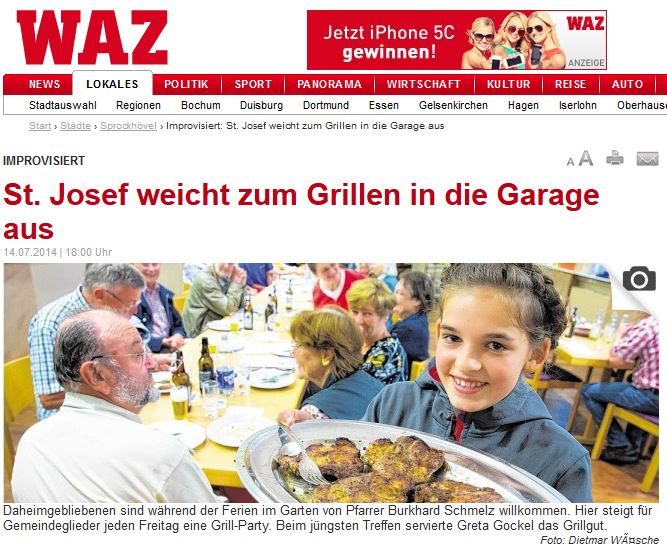 WAZ
Jetzt iPhone 5C
gewinnen!
WAZ
ANZEIGE
NEWS LOKALES POLITIK SPORT PANORAMA WIRTSCHAFT KULTUR REISE AUTO
Stadtauswahl Regionen Bochum Duisburg Dortmund Essen Gelsenkirchen Hagen Iserlohn Oberhause
Start › Städte › Sprockhövel › Improvisiert: St. Josef weicht zum Grillen in die Garage aus
IMPROVISIERT
A A
St. Josef weicht zum Grillen in die Garage
aus
14.07.2014 | 18:00 Uhr
Daheimgebliebenen sind während der Ferien im Garten von Pfarrer Burkhard Schmelz willkommen. Hier steigt für
Gemeindeglieder jeden Freitag eine Grill-Party. Beim jüngsten Treffen servierte Greta Gockel das Grillgut.
Foto: Dietmar WÃ¤sche